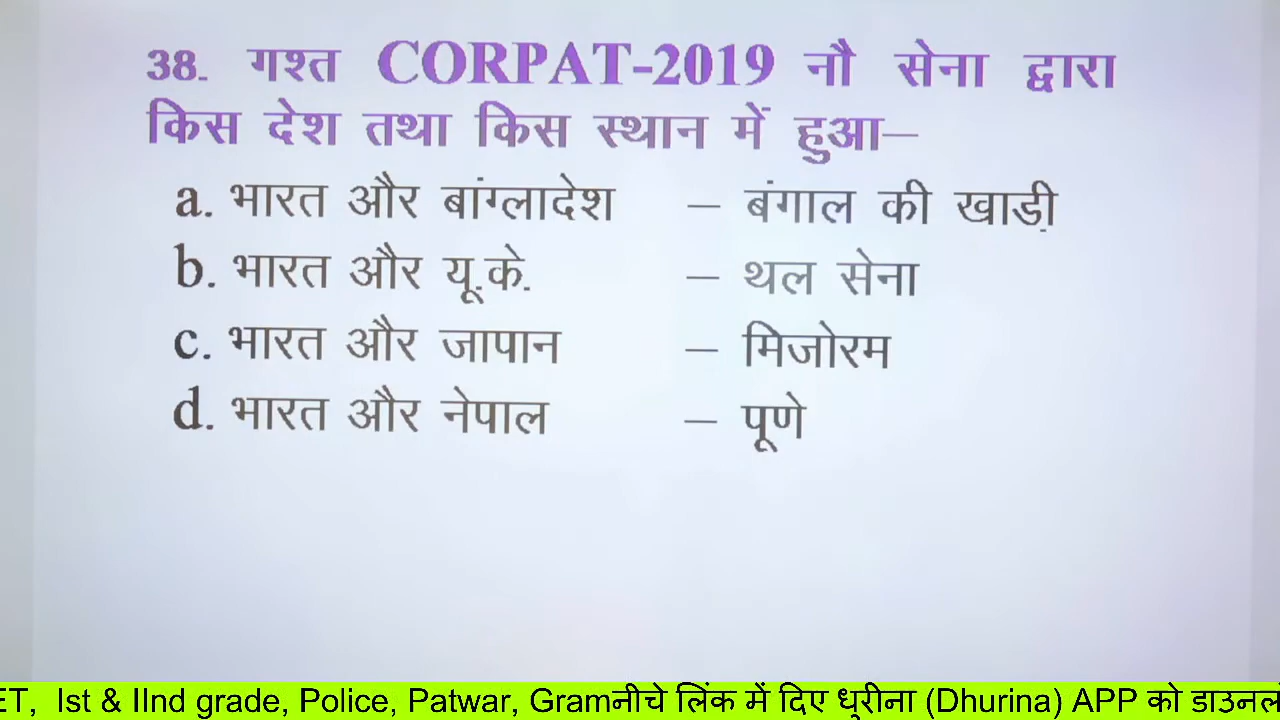 38. गश्त CORPAT-2019 नौ सेना द्वारा
किस देश तथा किस स्थान में हुआ–
a. भारत और बांग्लादेश – बंगाल की खाड़ी
b. भारत और यू.के. – थल सेना
c. भारत और जापान – मिजोरम
d. भारत और नेपाल – पूणे
ET, Ist & IInd grade, Police, Patwar, Gramनीचे लिंक में दिए धुरीना (Dhurina) APP को डाउनलो